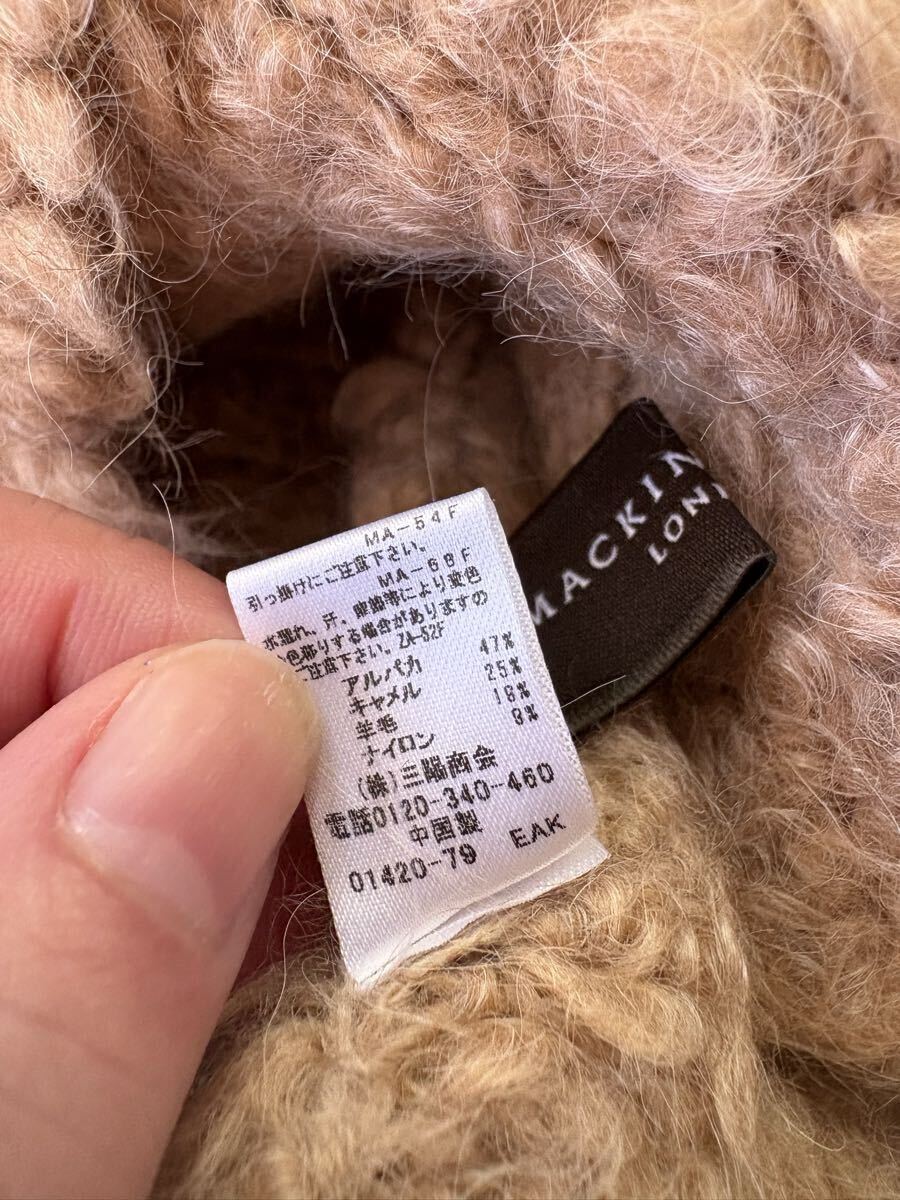 MA-54F
引っ掛けにご注意下さい。
MA-68F
水濡れ、汗、摩擦等により変色
色移りする場合がありますの
ご注意下さい。ZA-52F
アルパカ 47%
キャメル 25%
羊毛 19%
ナイロン 9%
(株)三陽商会
電話0120-340-460
中国製
01420-79 EAK
MACKIN
LON